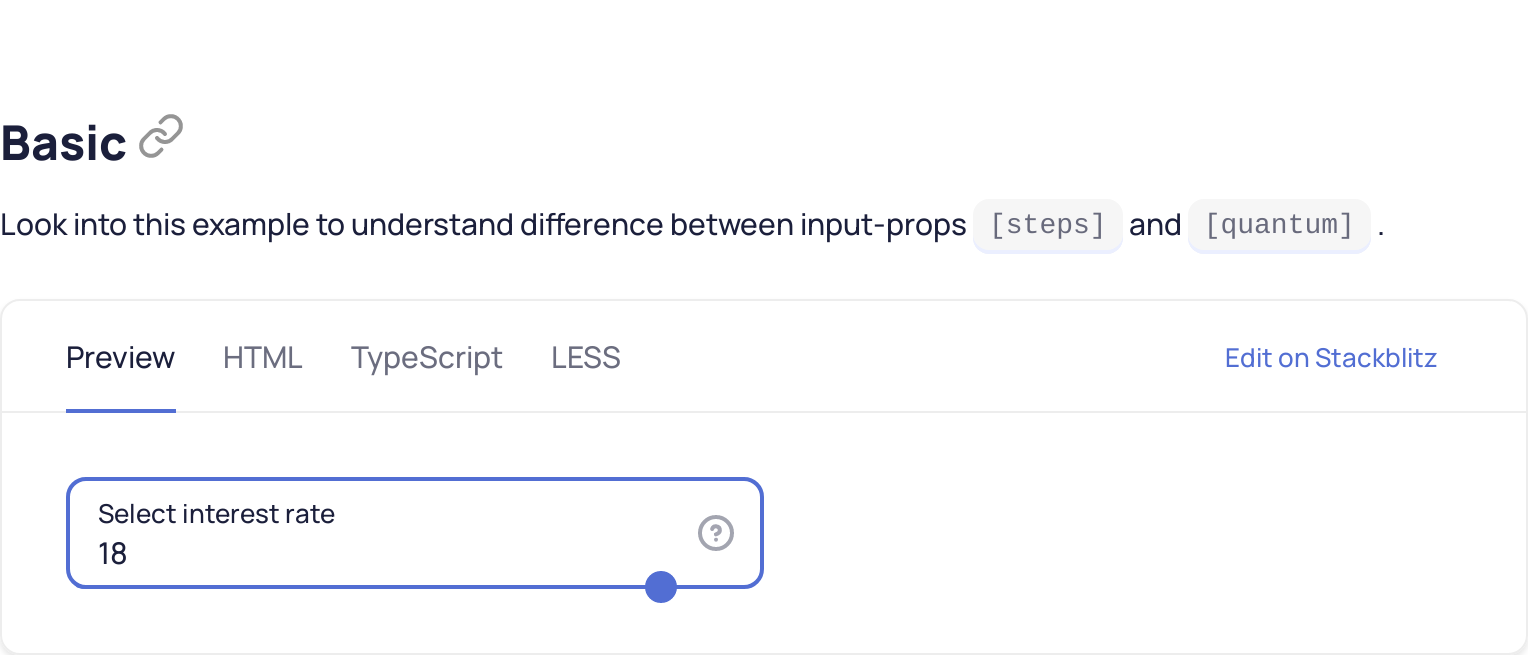 Basic
Look into this example to understand difference between input-props [steps] and [quantum] .
Preview HTML TypeScript LESS Edit on Stackblitz
Select interest rate
18